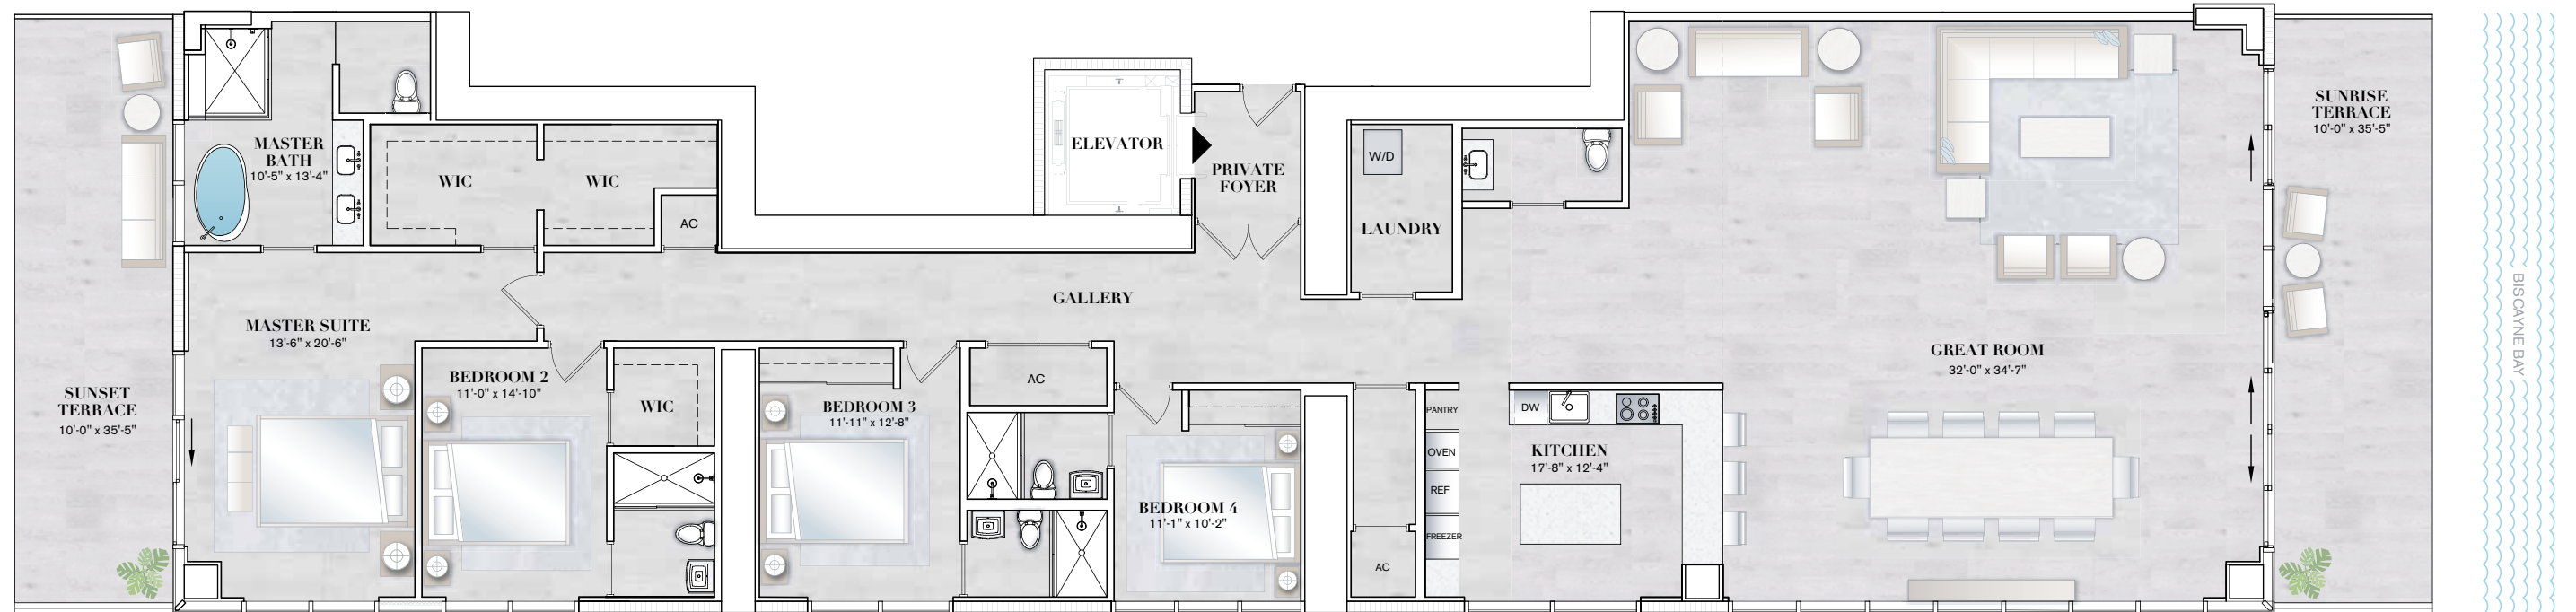 MASTER
BATH
10'-5" x 13'-4"
WIC
WIC
AC
ELEVATOR
PRIVATE
FOYER
W/D
LAUNDRY
SUNRISE
TERRACE
10'-0" x 35'-5"
BISCAYNE BAY
GALLERY
MASTER SUITE
13'-6" x 20'-6"
SUNSET
TERRACE
10'-0" x 35'-5"
BEDROOM 2
11'-0" x 14'-10"
WIC
BEDROOM 3
11'-11" x 12'-8"
AC
BEDROOM 4
11'-1" x 10'-2"
AC
PANTRY
OVEN
REF
FREEZER
DW
KITCHEN
17'-8" x 12'-4"
GREAT ROOM
32'-0" x 34'-7"